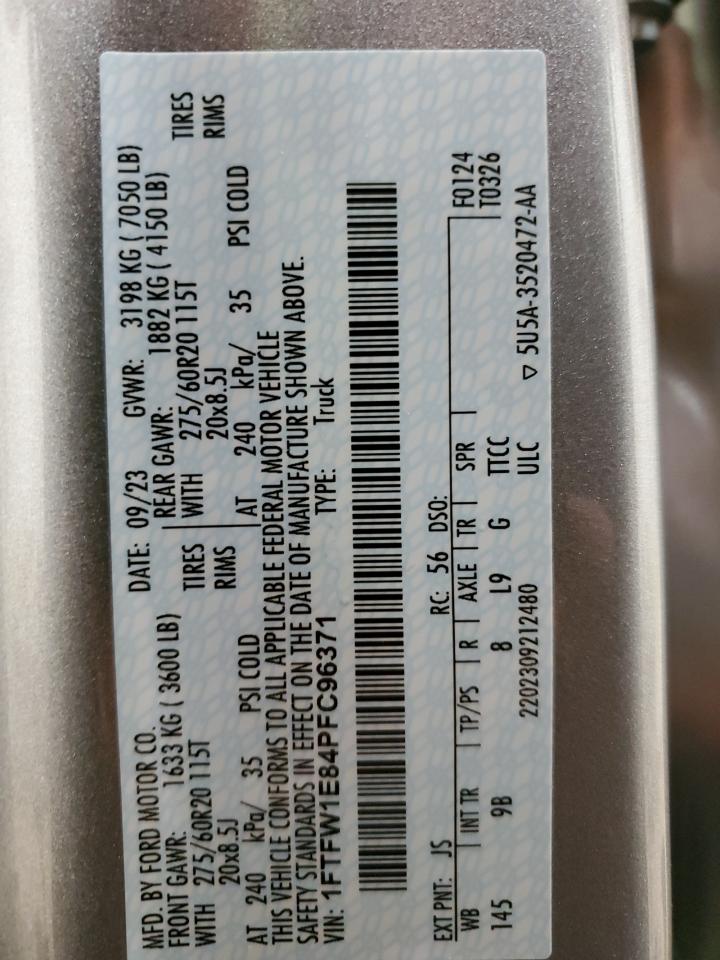 MFD. BY FORD MOTOR CO. DATE: 09/23 GVWR: 3198 KG ( 7050 LB)
FRONT GAWR: 1633 KG ( 3600 LB) REAR GAWR: 1882 KG ( 4150 LB)
WITH 275/60R20 115T TIRES WITH 275/60R20 115T TIRES
20x8.5J RIMS 20x8.5J RIMS
AT 240 kPa/ 35 PSI COLD AT 240 kPa/ 35 PSI COLD
THIS VEHICLE CONFORMS TO ALL APPLICABLE FEDERAL MOTOR VEHICLE
SAFETY STANDARDS IN EFFECT ON THE DATE OF MANUFACTURE SHOWN ABOVE.
VIN: 1FTFW1E84PFC96371 TYPE: Truck
EXT PNT: JS RC: 56 DSO: F0124
WB INT TR TP/PS R AXLE TR SPR T0326
145 9B 8 L9 G TTCC
2202309212480 ULC ▽ 5U5A-3520472-AA